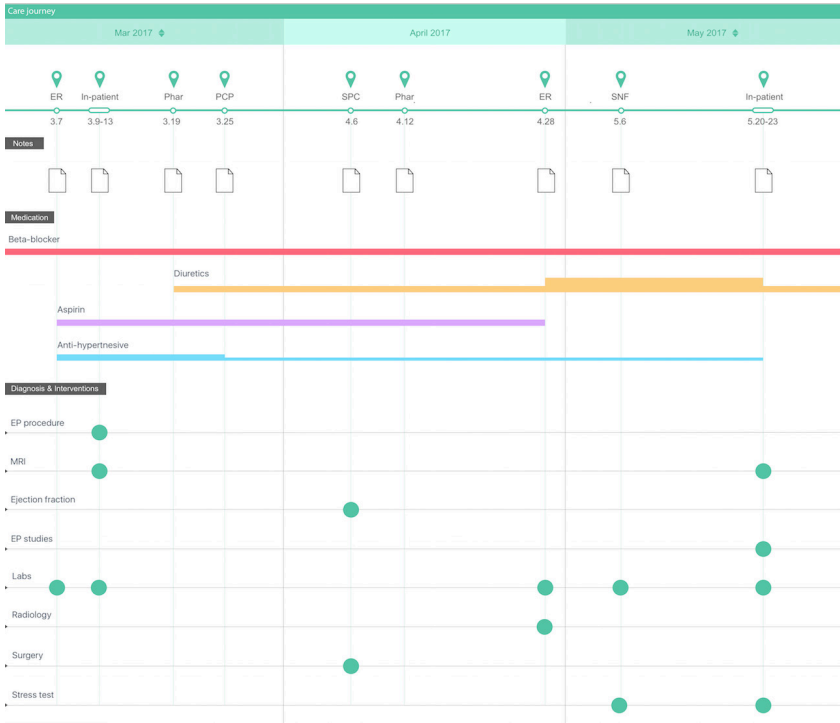 Care journey
Mar 2017 April 2017 May 2017
ER In-patient Phar PCP SPC Phar ER SNF In-patient
3.7 3.9-13 3.19 3.25 4.6 4.12 4.28 5.6 5.20-23
Notes
Medication
Beta-blocker
Diuretics
Aspirin
Anti-hypertnesive
Diagnosis & Interventions
EP procedure
MRI
Ejection fraction
EP studies
Labs
Radiology
Surgery
Stress test